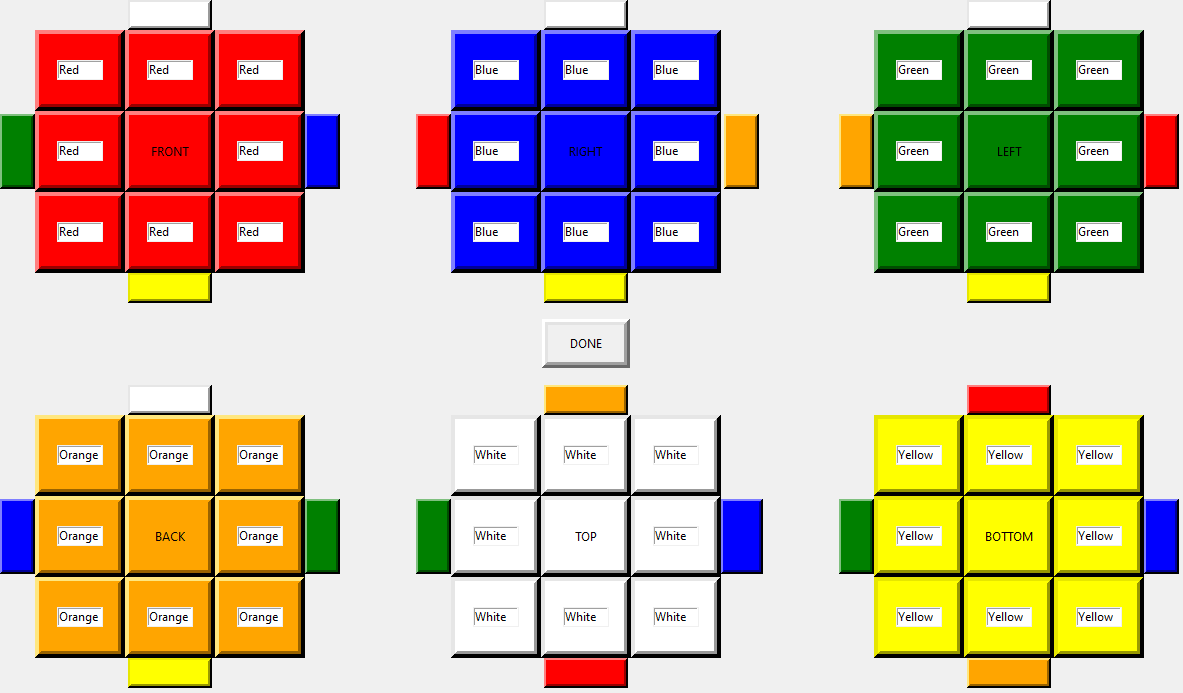 Red Red Red
Red FRONT Red
Red Red Red
Blue Blue Blue
Blue RIGHT Blue
Blue Blue Blue
Green Green Green
Green LEFT Green
Green Green Green
DONE
Orange Orange Orange
Orange BACK Orange
Orange Orange Orange
White White White
White TOP White
White White White
Yellow Yellow Yellow
Yellow BOTTOM Yellow
Yellow Yellow Yellow